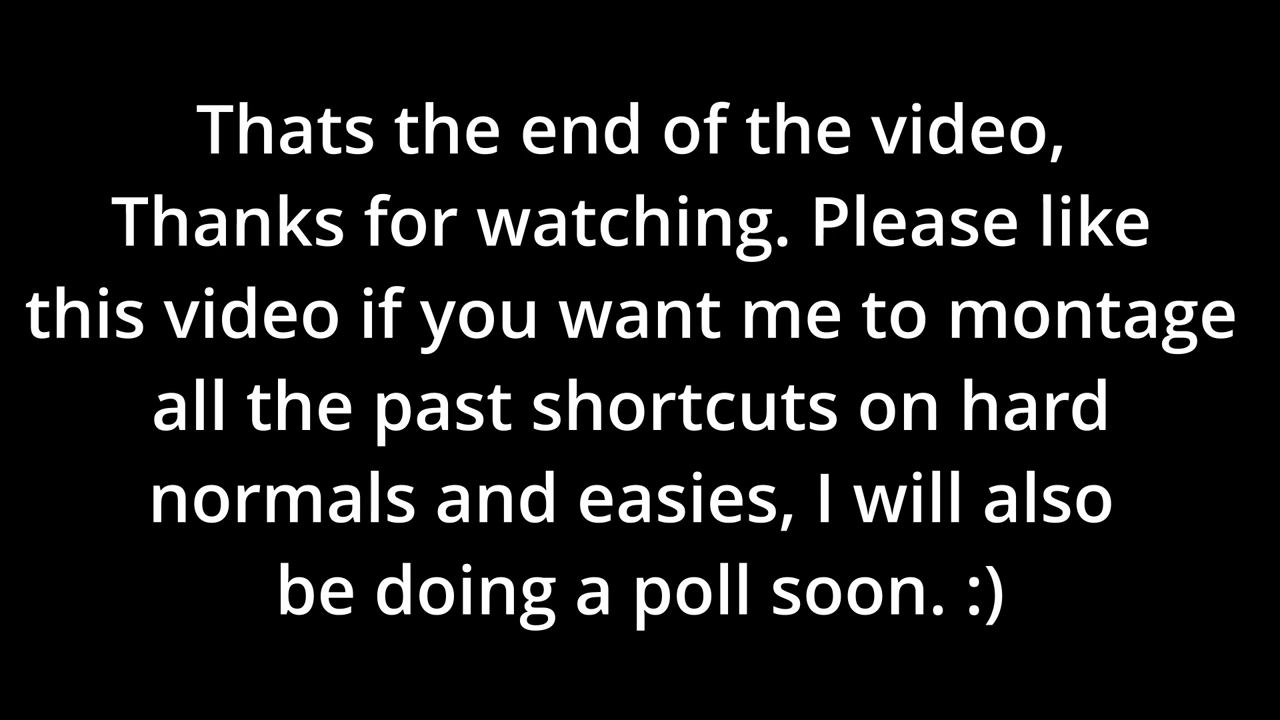 Thats the end of the video,
Thanks for watching. Please like
this video if you want me to montage
all the past shortcuts on hard
normals and easies, I will also
be doing a poll soon. :)